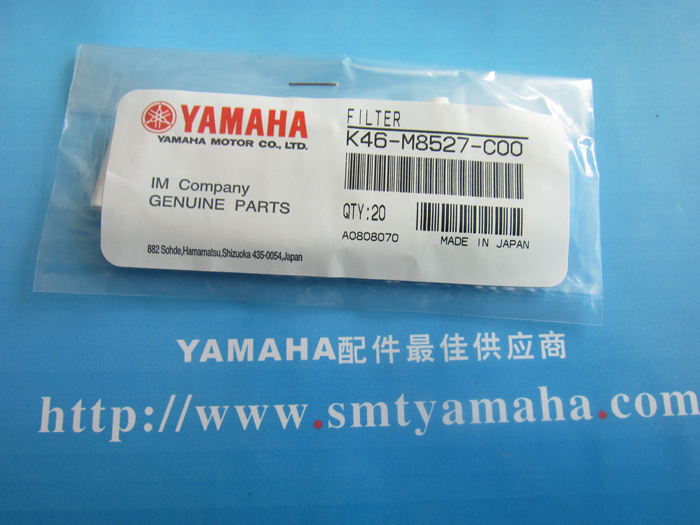 YAMAHA
YAMAHA MOTOR CO., LTD.
IM Company
GENUINE PARTS
882 Sohde,Hamamatsu,Shizuoka 435-0054,Japan
FILTER
K46-M8527-C00
QTY:20
A0808070
MADE IN JAPAN
YAMAHA配件最佳供应商
http://www.smtyamaha.com